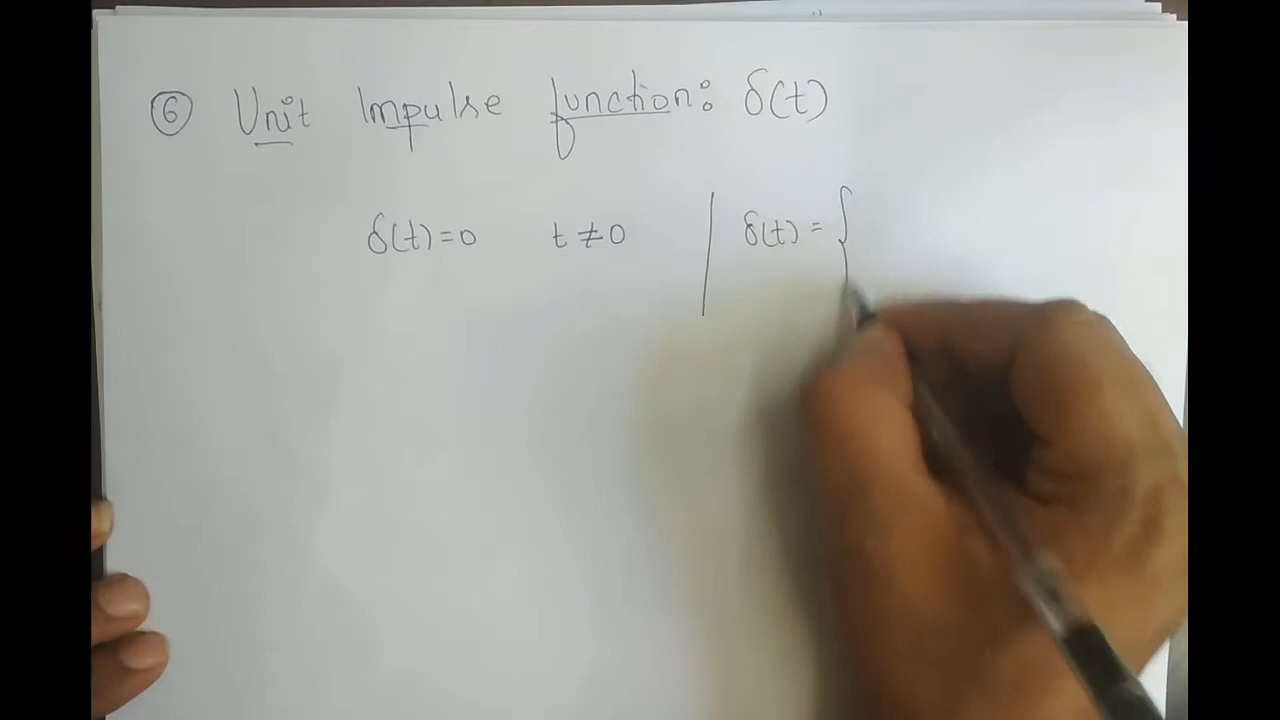 ⑥ Unit Impulse function: δ(t)
δ(t)=0 t≠0 | δ(t) = {